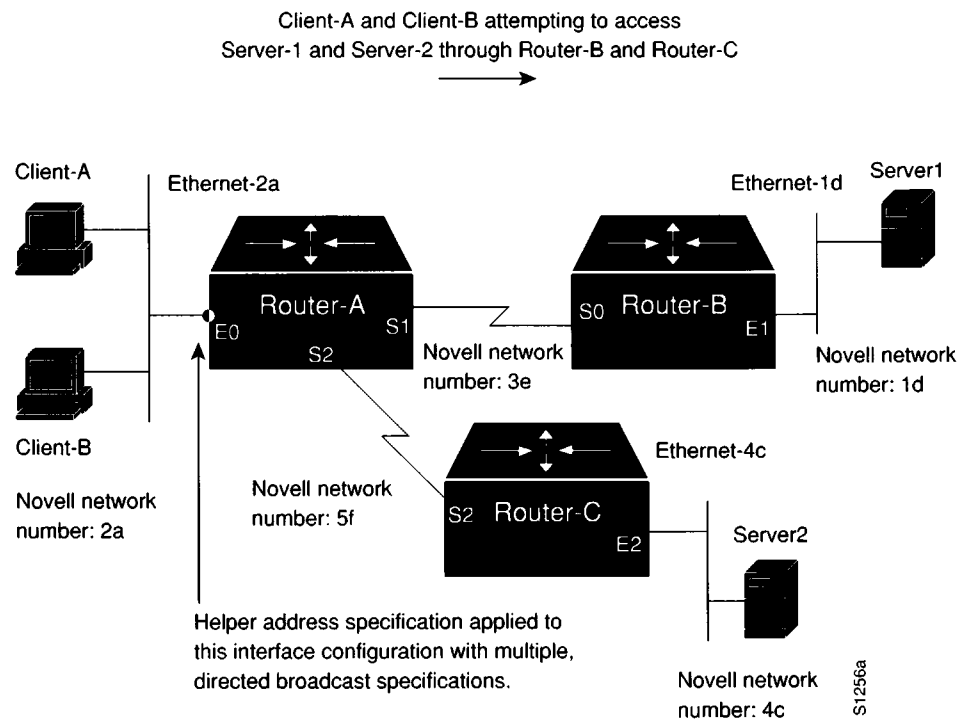 Client-A and Client-B attempting to access
Server-1 and Server-2 through Router-B and Router-C
Client-A
Ethernet-2a
Ethernet-1d
Server1
Router-A
E0
S1
S2
S0
Router-B
E1
Novell network
number: 3e
Novell network
number: 1d
Client-B
Novell network
number: 2a
Novell network
number: 5f
Ethernet-4c
S2
Router-C
E2
Server2
Helper address specification applied to
this interface configuration with multiple,
directed broadcast specifications.
Novell network
number: 4c
S1256a